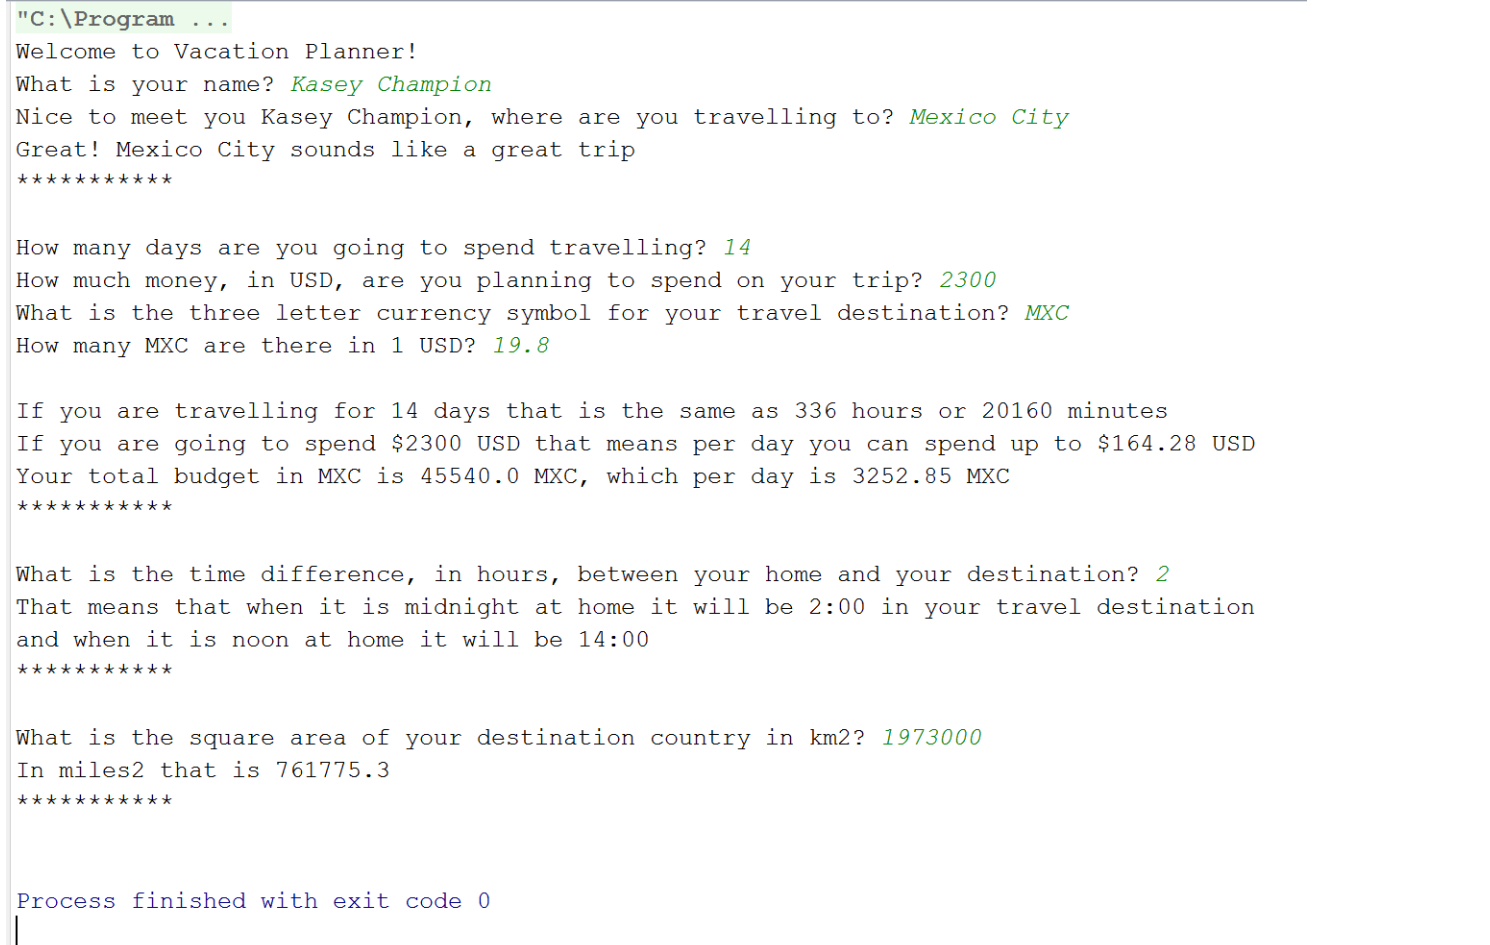 "C:\Program ...
Welcome to Vacation Planner!
What is your name? Kasey Champion
Nice to meet you Kasey Champion, where are you travelling to? Mexico City
Great! Mexico City sounds like a great trip
***********
How many days are you going to spend travelling? 14
How much money, in USD, are you planning to spend on your trip? 2300
What is the three letter currency symbol for your travel destination? MXC
How many MXC are there in 1 USD? 19.8
If you are travelling for 14 days that is the same as 336 hours or 20160 minutes
If you are going to spend $2300 USD that means per day you can spend up to $164.28 USD
Your total budget in MXC is 45540.0 MXC, which per day is 3252.85 MXC
***********
What is the time difference, in hours, between your home and your destination? 2
That means that when it is midnight at home it will be 2:00 in your travel destination
and when it is noon at home it will be 14:00
***********
What is the square area of your destination country in km2? 1973000
In miles2 that is 761775.3
***********
Process finished with exit code 0